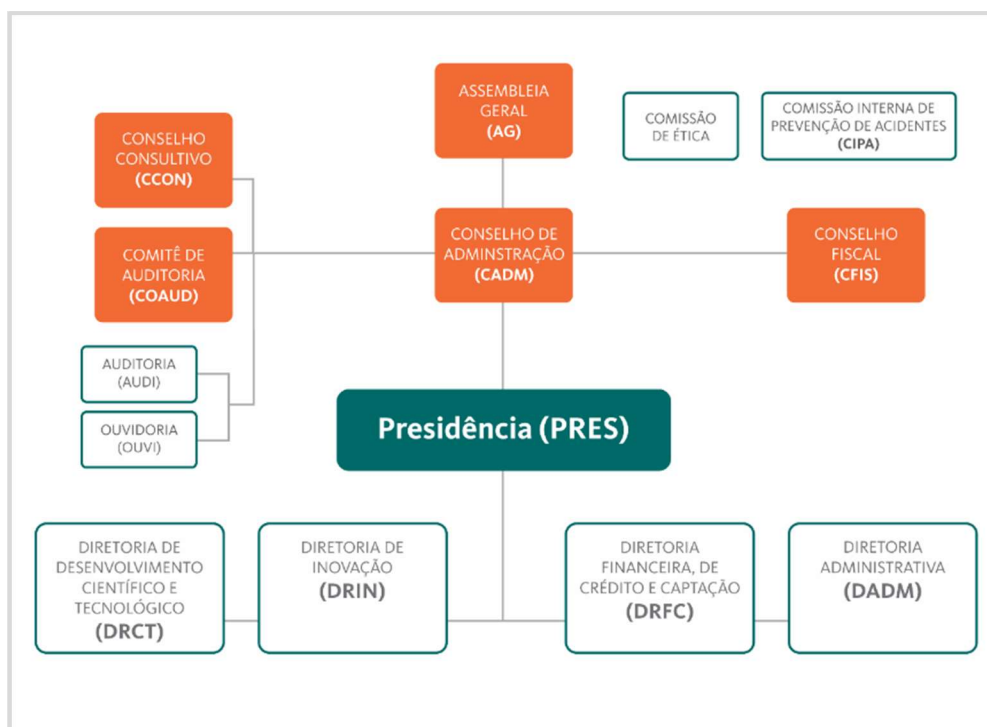 ASSEMBLEIA
GERAL
(AG)
COMISSÃO
DE ÉTICA
COMISSÃO INTERNA DE
PREVENÇÃO DE ACIDENTES
(CIPA)
CONSELHO
CONSULTIVO
(CCON)
COMITÊ DE
AUDITORIA
(COAUD)
CONSELHO DE
ADMINSTRAÇÃO
(CADM)
CONSELHO
FISCAL
(CFIS)
AUDITORIA
(AUDI)
OUVIDORIA
(OUVI)
Presidência (PRES)
DIRETORIA DE
DESENVOLVIMENTO
CIENTÍFICO E
TECNOLÓGICO
(DRCT)
DIRETORIA DE
INOVAÇÃO
(DRIN)
DIRETORIA
FINANCEIRA, DE
CRÉDITO E CAPTAÇÃO
(DRFC)
DIRETORIA
ADMINISTRATIVA
(DADM)